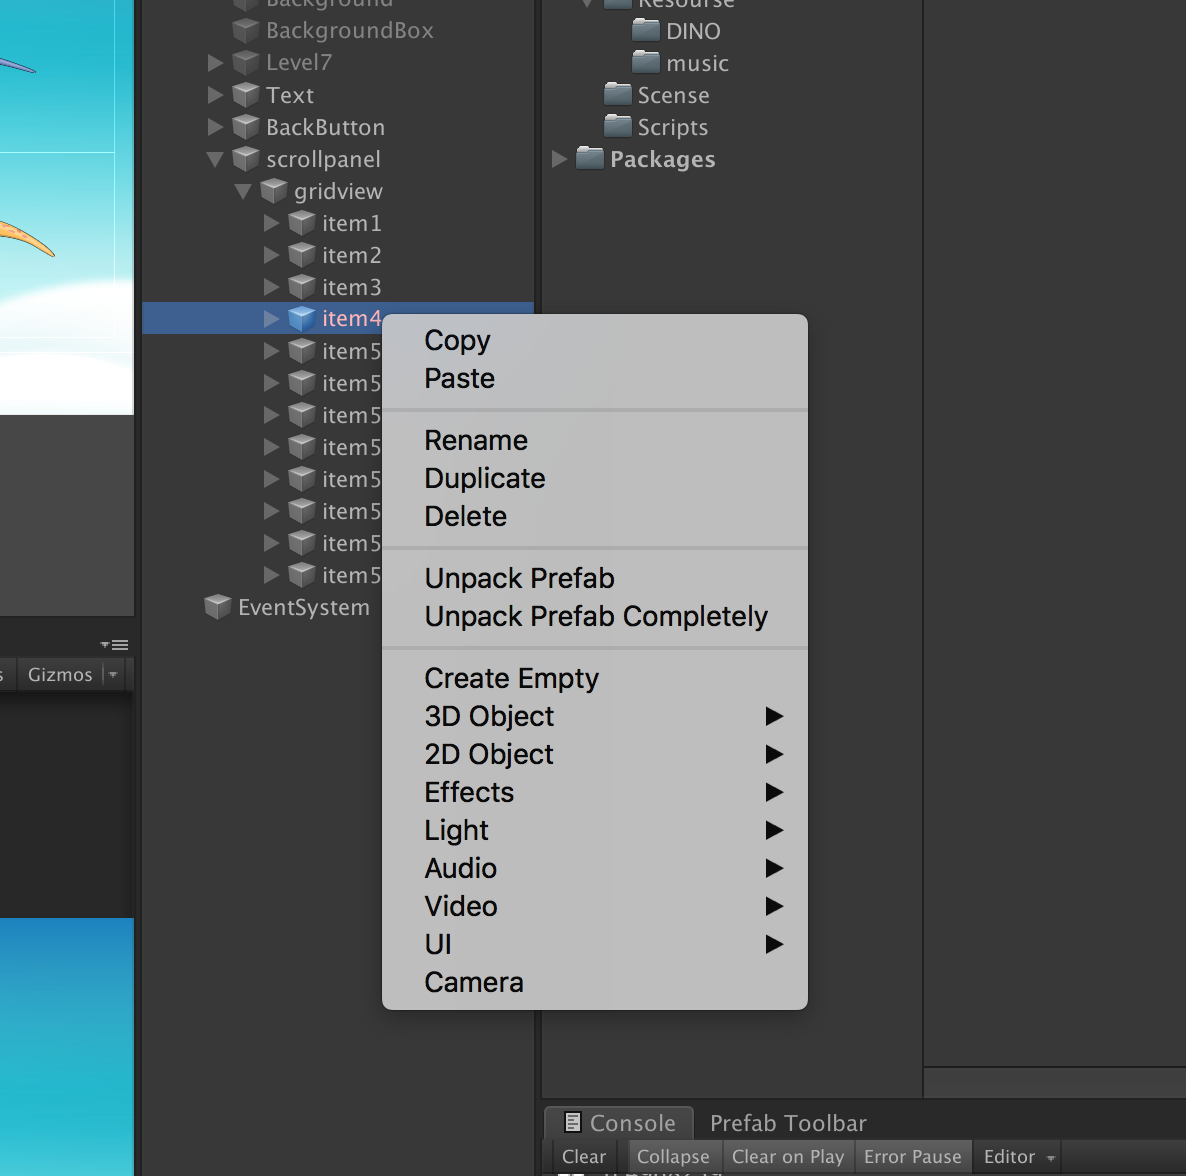 Background
BackgroundBox
Level7
Text
BackButton
scrollpanel
gridview
item1
item2
item3
item4
item5
item5
item5
item5
item5
item5
item5
item5
EventSystem
Gizmos
Resourse
DINO
music
Scense
Scripts
Packages
Copy
Paste
Rename
Duplicate
Delete
Unpack Prefab
Unpack Prefab Completely
Create Empty
3D Object
2D Object
Effects
Light
Audio
Video
UI
Camera
Console Prefab Toolbar
Clear Collapse Clear on Play Error Pause Editor